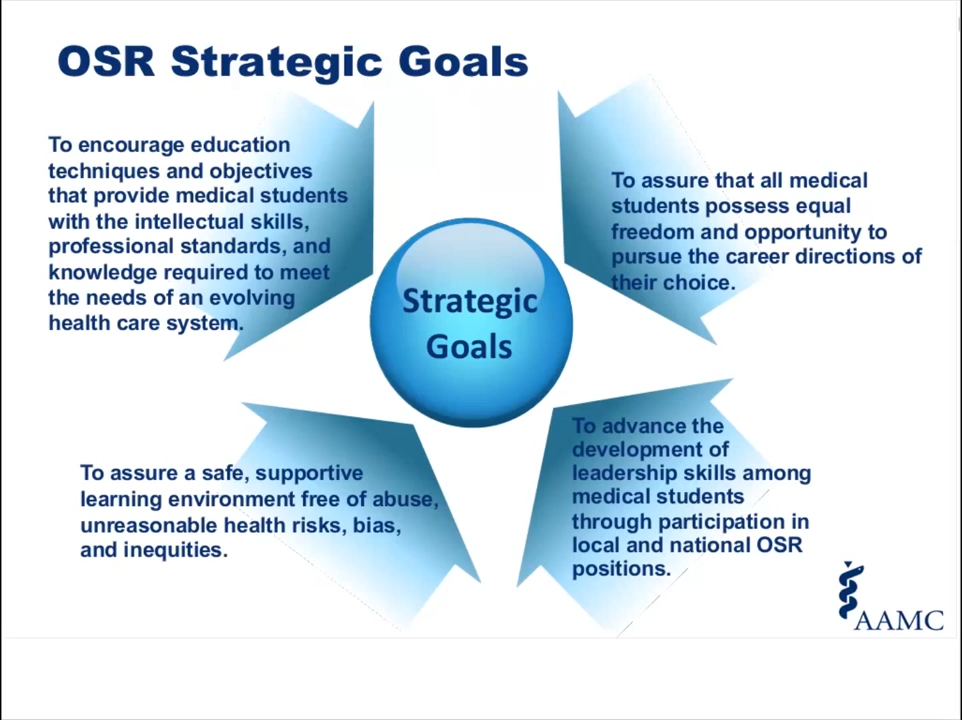 OSR Strategic Goals
To encourage education
techniques and objectives
that provide medical students
with the intellectual skills,
professional standards, and
knowledge required to meet
the needs of an evolving
health care system.
To assure that all medical
students possess equal
freedom and opportunity to
pursue the career directions of
their choice.
Strategic
Goals
To assure a safe, supportive
learning environment free of abuse,
unreasonable health risks, bias,
and inequities.
To advance the
development of
leadership skills among
medical students
through participation in
local and national OSR
positions.
AAMC